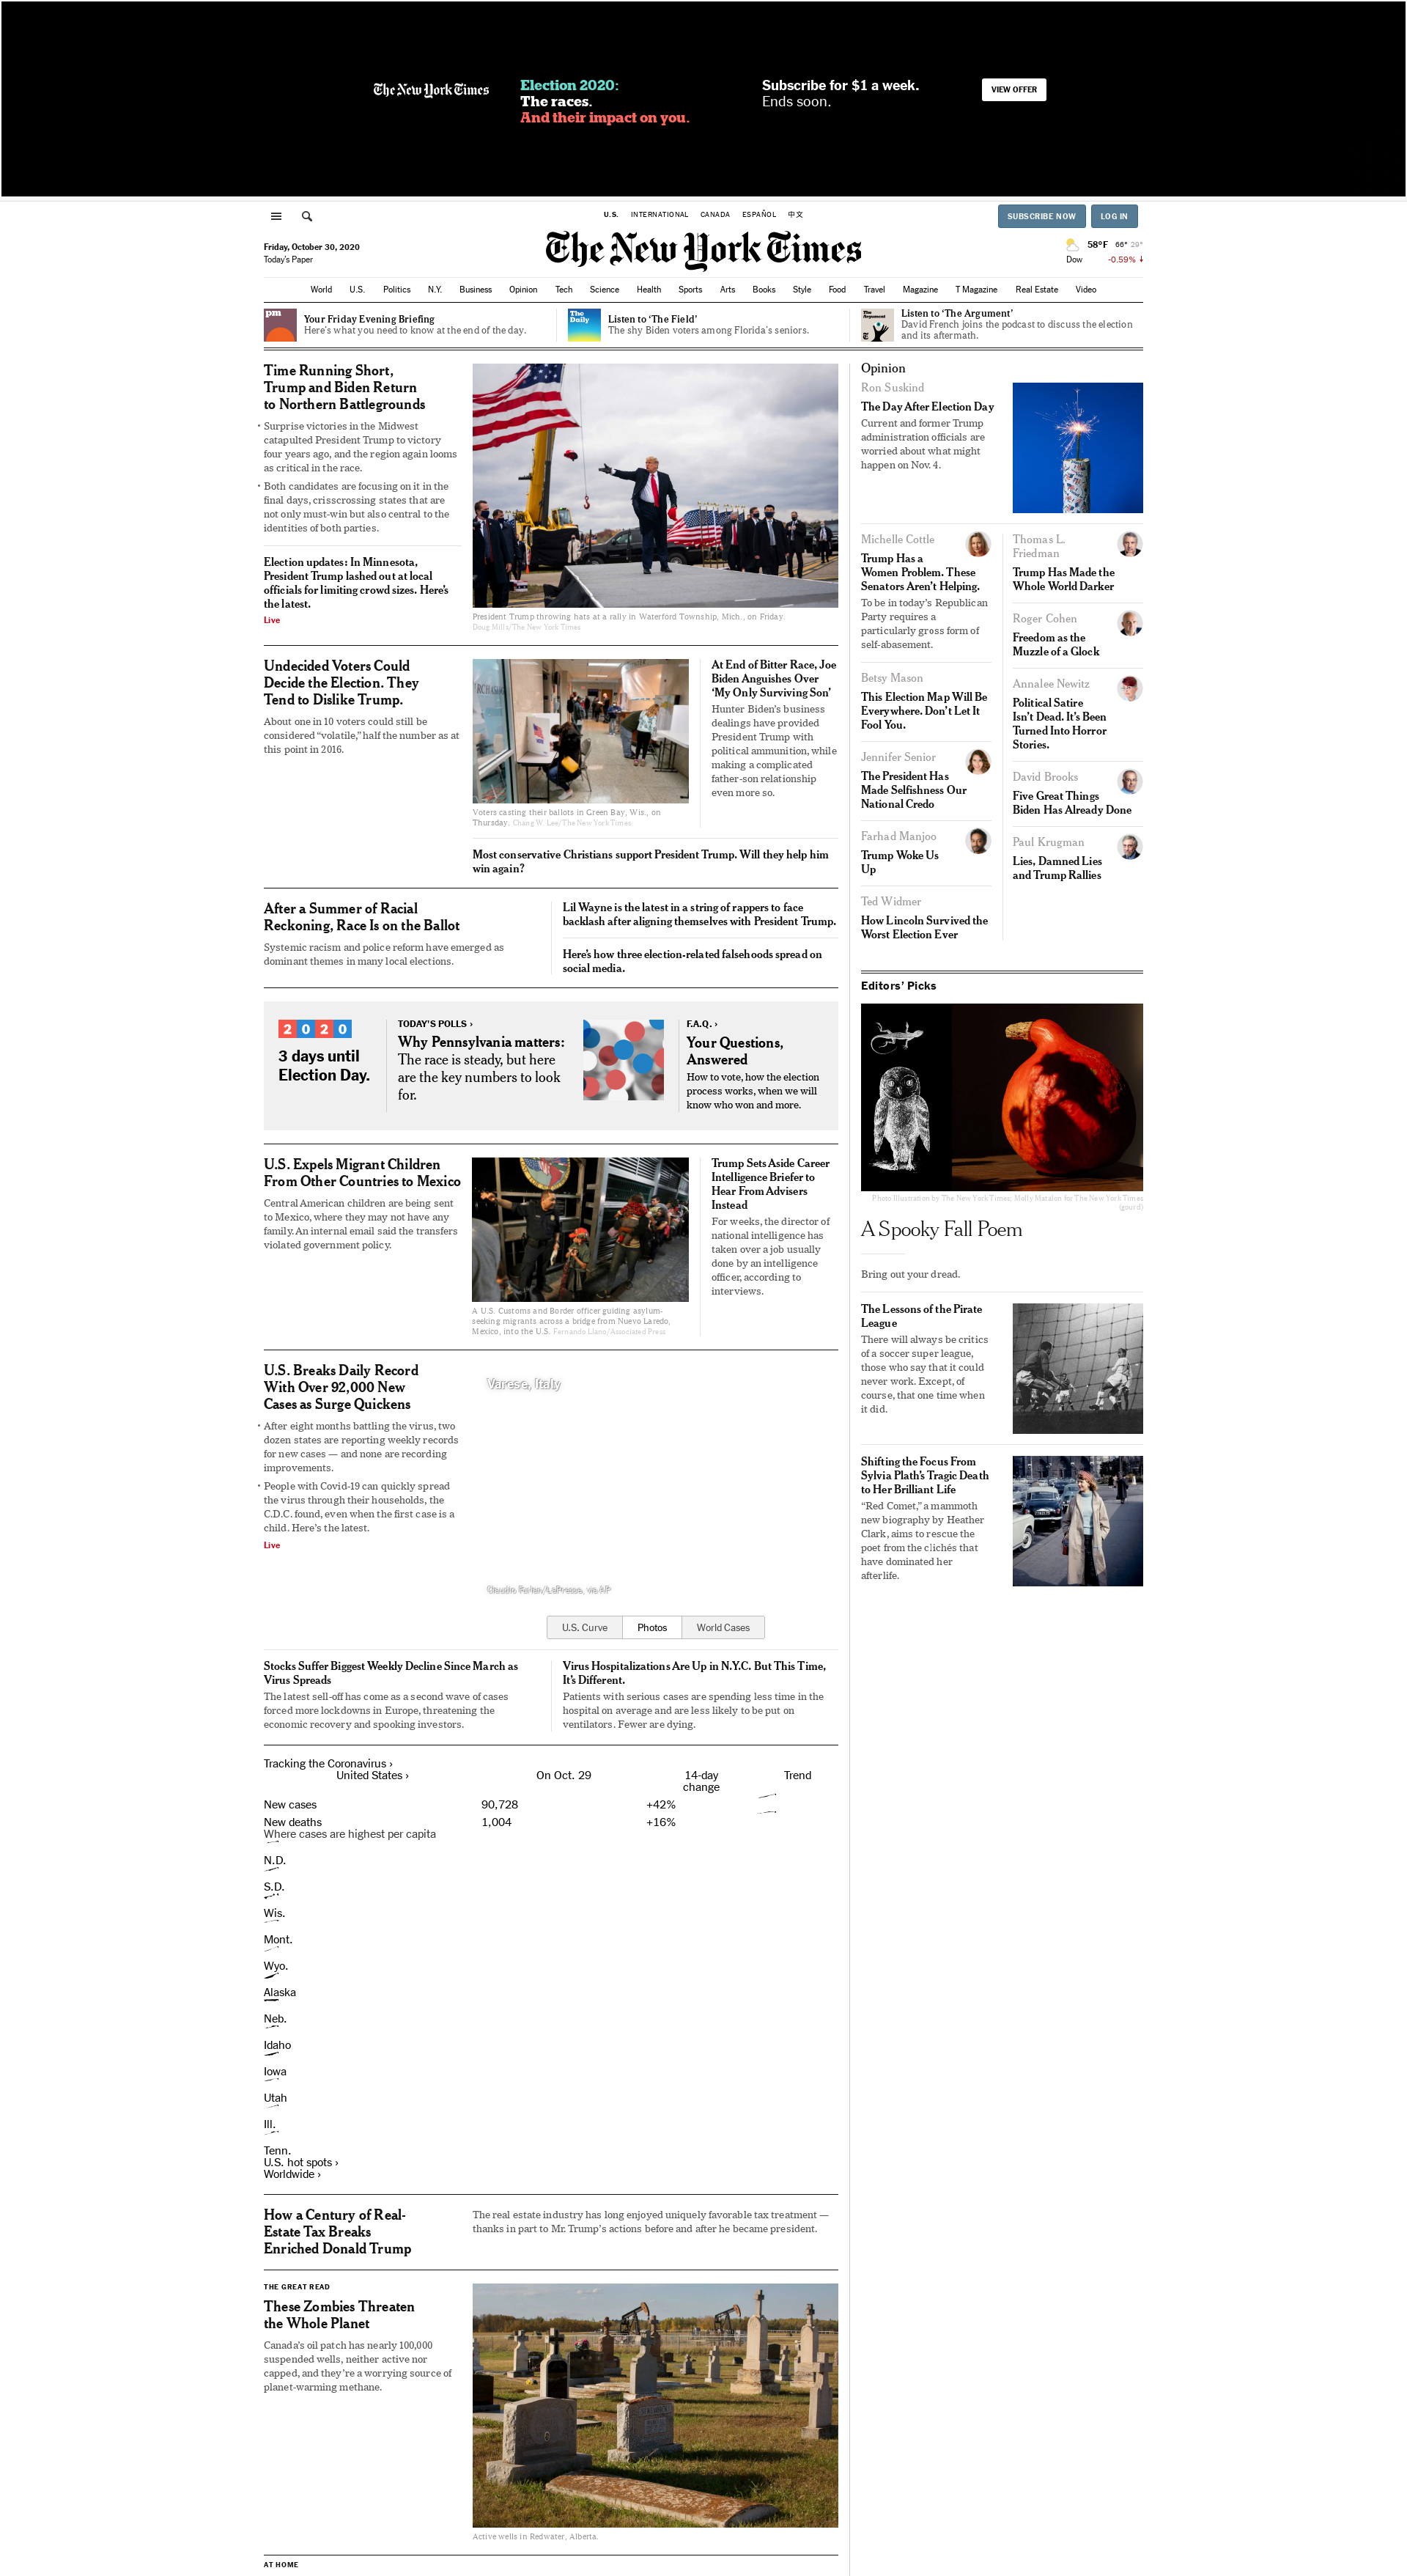 The New York Times
Election 2020:
The races.
And their impact on you.
Subscribe for $1 a week.
Ends soon.
VIEW OFFER
U.S. INTERNATIONAL CANADA ESPAÑOL 中文
SUBSCRIBE NOW LOG IN
Friday, October 30, 2020
Today's Paper
The New York Times
58°F 66° 29°
Dow -0.59% ↓
World U.S. Politics N.Y. Business Opinion Tech Science Health Sports Arts Books Style Food Travel Magazine T Magazine Real Estate Video
pm
Your Friday Evening Briefing
Here's what you need to know at the end of the day.
The
Daily
Listen to ‘The Field’
The shy Biden voters among Florida's seniors.
The
Argument
Listen to ‘The Argument’
David French joins the podcast to discuss the election
and its aftermath.
Time Running Short,
Trump and Biden Return
to Northern Battlegrounds
• Surprise victories in the Midwest
catapulted President Trump to victory
four years ago, and the region again looms
as critical in the race.
• Both candidates are focusing on it in the
final days, crisscrossing states that are
not only must-win but also central to the
identities of both parties.
Election updates: In Minnesota,
President Trump lashed out at local
officials for limiting crowd sizes. Here’s
the latest.
Live
President Trump throwing hats at a rally in Waterford Township, Mich., on Friday.
Doug Mills/The New York Times
Undecided Voters Could
Decide the Election. They
Tend to Dislike Trump.
About one in 10 voters could still be
considered “volatile,” half the number as at
this point in 2016.
Voters casting their ballots in Green Bay, Wis., on
Thursday. Chang W. Lee/The New York Times
At End of Bitter Race, Joe
Biden Anguishes Over
‘My Only Surviving Son’
Hunter Biden’s business
dealings have provided
President Trump with
political ammunition, while
making a complicated
father-son relationship
even more so.
Most conservative Christians support President Trump. Will they help him
win again?
After a Summer of Racial
Reckoning, Race Is on the Ballot
Systemic racism and police reform have emerged as
dominant themes in many local elections.
Lil Wayne is the latest in a string of rappers to face
backlash after aligning themselves with President Trump.
Here’s how three election-related falsehoods spread on
social media.
2020
3 days until
Election Day.
TODAY’S POLLS ›
Why Pennsylvania matters:
The race is steady, but here
are the key numbers to look
for.
F.A.Q. ›
Your Questions,
Answered
How to vote, how the election
process works, when we will
know who won and more.
U.S. Expels Migrant Children
From Other Countries to Mexico
Central American children are being sent
to Mexico, where they may not have any
family. An internal email said the transfers
violated government policy.
A U.S. Customs and Border officer guiding asylum-
seeking migrants across a bridge from Nuevo Laredo,
Mexico, into the U.S. Fernando Llano/Associated Press
Trump Sets Aside Career
Intelligence Briefer to
Hear From Advisers
Instead
For weeks, the director of
national intelligence has
taken over a job usually
done by an intelligence
officer, according to
interviews.
U.S. Breaks Daily Record
With Over 92,000 New
Cases as Surge Quickens
• After eight months battling the virus, two
dozen states are reporting weekly records
for new cases — and none are recording
improvements.
• People with Covid-19 can quickly spread
the virus through their households, the
C.D.C. found, even when the first case is a
child. Here’s the latest.
Live
Varese, Italy
Claudio Furlan/LaPresse, via AP
U.S. Curve Photos World Cases
Stocks Suffer Biggest Weekly Decline Since March as
Virus Spreads
The latest sell-off has come as a second wave of cases
forced more lockdowns in Europe, threatening the
economic recovery and spooking investors.
Virus Hospitalizations Are Up in N.Y.C. But This Time,
It’s Different.
Patients with serious cases are spending less time in the
hospital on average and are less likely to be put on
ventilators. Fewer are dying.
Tracking the Coronavirus ›
United States › On Oct. 29 14-day Trend
change
New cases 90,728 +42%
New deaths 1,004 +16%
Where cases are highest per capita
N.D.
S.D.
Wis.
Mont.
Wyo.
Alaska
Neb.
Idaho
Iowa
Utah
Ill.
Tenn.
U.S. hot spots ›
Worldwide ›
How a Century of Real-
Estate Tax Breaks
Enriched Donald Trump
The real estate industry has long enjoyed uniquely favorable tax treatment —
thanks in part to Mr. Trump’s actions before and after he became president.
THE GREAT READ
These Zombies Threaten
the Whole Planet
Canada’s oil patch has nearly 100,000
suspended wells, neither active nor
capped, and they’re a worrying source of
planet-warming methane.
Active wells in Redwater, Alberta.
AT HOME
Opinion
Ron Suskind
The Day After Election Day
Current and former Trump
administration officials are
worried about what might
happen on Nov. 4.
Michelle Cottle
Trump Has a
Women Problem. These
Senators Aren’t Helping.
To be in today’s Republican
Party requires a
particularly gross form of
self-abasement.
Betsy Mason
This Election Map Will Be
Everywhere. Don’t Let It
Fool You.
Jennifer Senior
The President Has
Made Selfishness Our
National Credo
Farhad Manjoo
Trump Woke Us
Up
Ted Widmer
How Lincoln Survived the
Worst Election Ever
Thomas L.
Friedman
Trump Has Made the
Whole World Darker
Roger Cohen
Freedom as the
Muzzle of a Glock
Annalee Newitz
Political Satire
Isn’t Dead. It’s Been
Turned Into Horror
Stories.
David Brooks
Five Great Things
Biden Has Already Done
Paul Krugman
Lies, Damned Lies
and Trump Rallies
Editors’ Picks
Photo Illustration by The New York Times; Molly Matalon for The New York Times
(gourd)
A Spooky Fall Poem
Bring out your dread.
The Lessons of the Pirate
League
There will always be critics
of a soccer super league,
those who say that it could
never work. Except, of
course, that one time when
it did.
Shifting the Focus From
Sylvia Plath’s Tragic Death
to Her Brilliant Life
“Red Comet,” a mammoth
new biography by Heather
Clark, aims to rescue the
poet from the clichés that
have dominated her
afterlife.